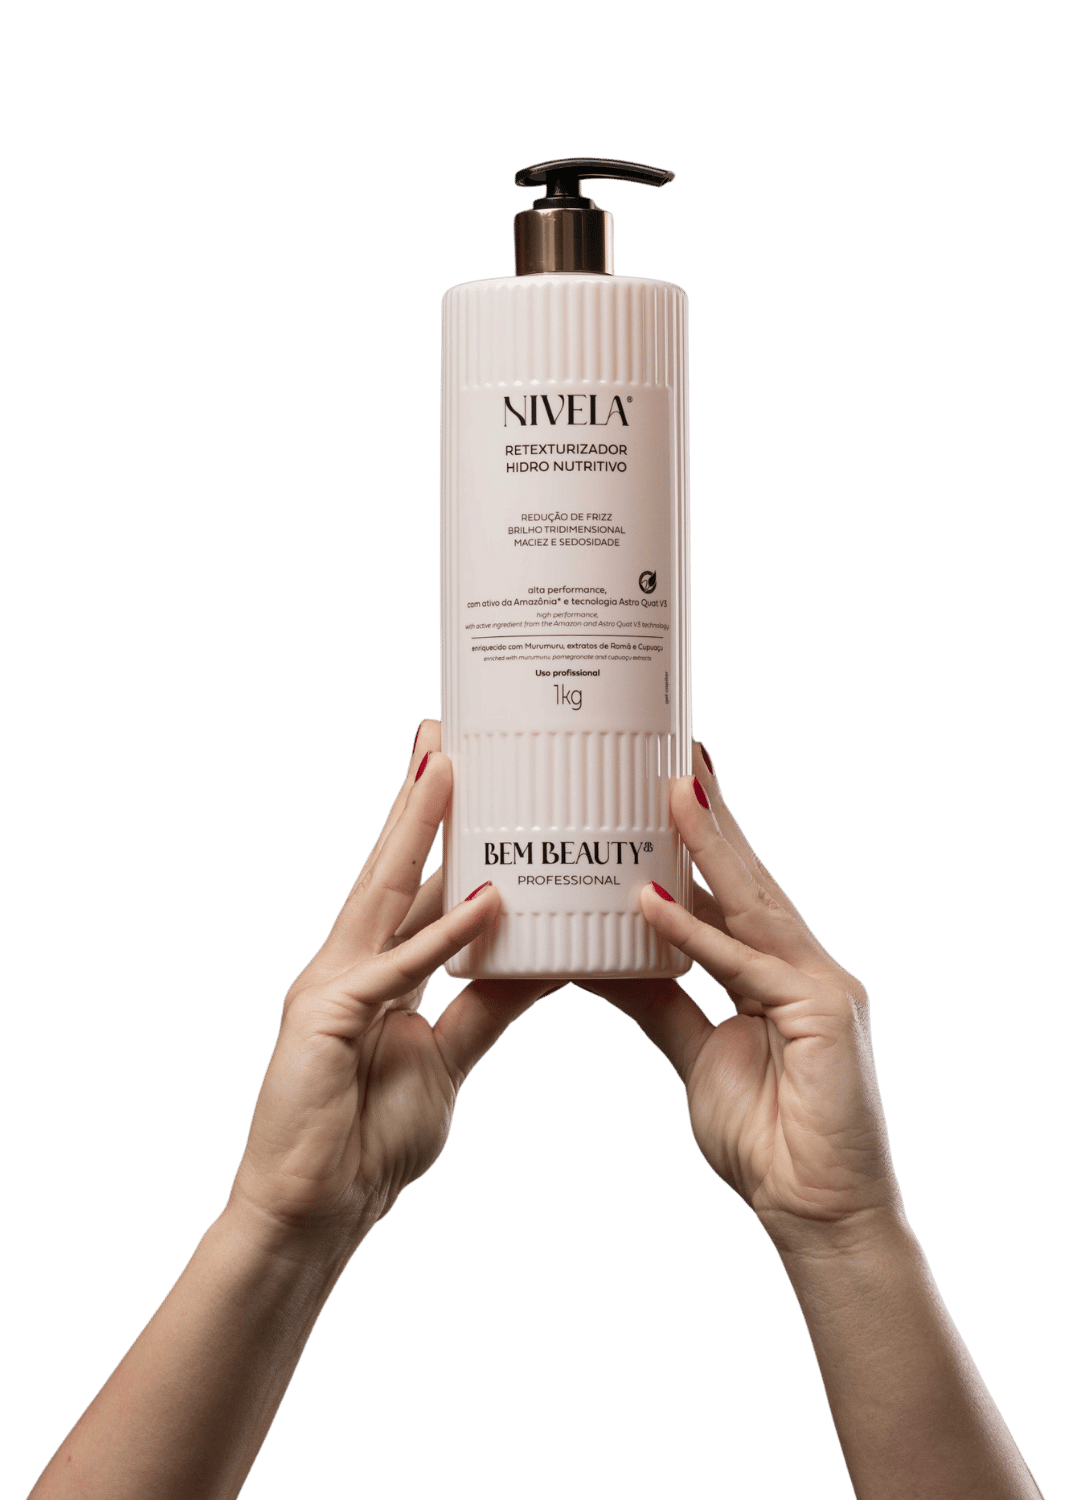 NIVELA®
RETEXTURIZADOR
HIDRO NUTRITIVO
REDUÇÃO DE FRIZZ
BRILHO TRIDIMENSIONAL
MACIEZ E SEDOSIDADE
alta performance,
com ativo da Amazônia* e tecnologia Astro Quat V3
high performance,
with active ingredient from the Amazon and Astro Quat V3 technology
enriquecido com Murumuru, extratos de Romã e Cupuaçu
enriched with murumuru, pomegranate and cupuaçu extracts
Uso profissional
1kg
gel capilar
BEM BEAUTY
PROFESSIONAL